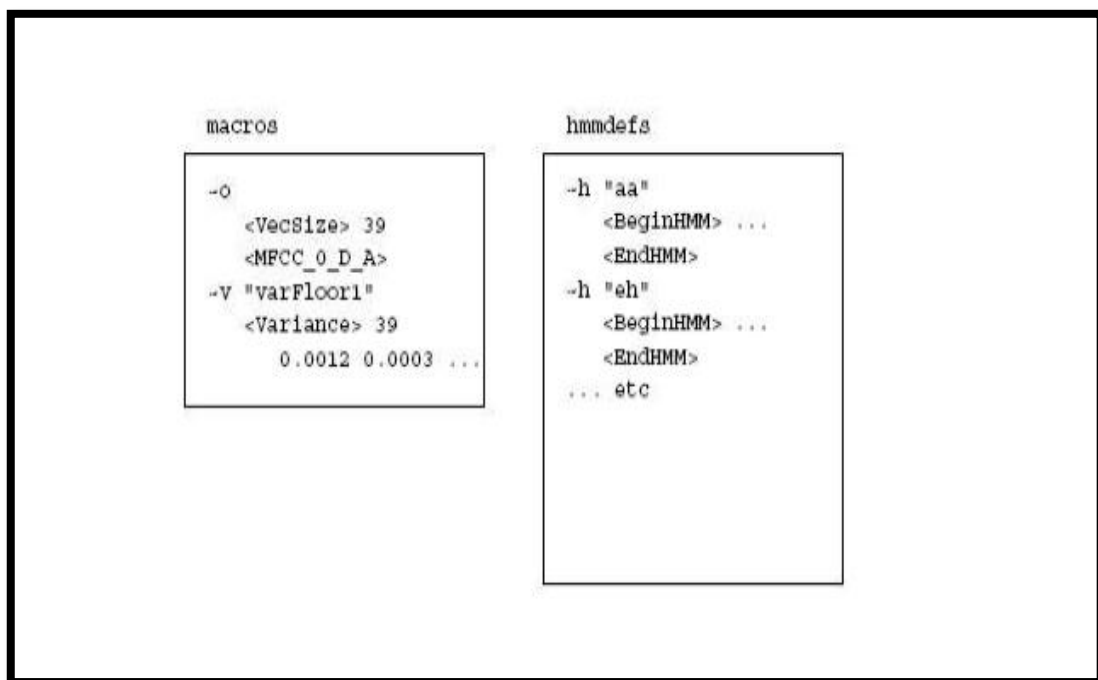 macros
~o
<VecSize> 39
<MFCC_0_D_A>
~v "varFloor1"
<Variance> 39
0.0012 0.0003 ...
hmmdefs
~h "aa"
<BeginHMM> ...
<EndHMM>
~h "eh"
<BeginHMM> ...
<EndHMM>
... etc